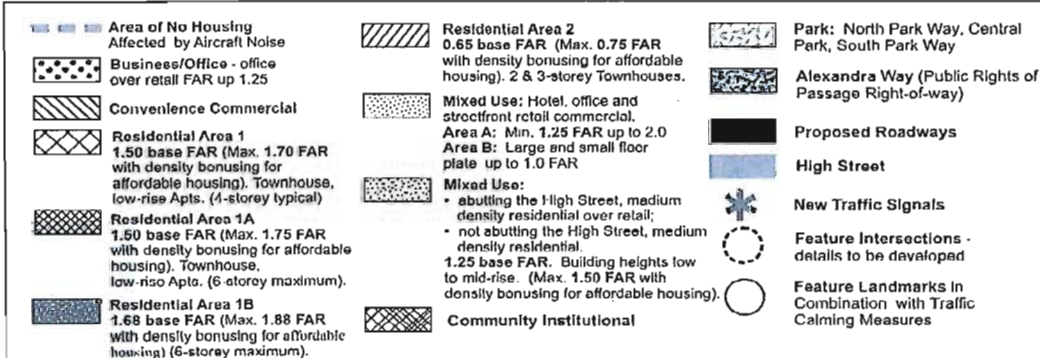 Area of No Housing
Affected by Aircraft Noise
Business/Office - office
over retail FAR up 1.25
Convenience Commercial
Residential Area 1
1.50 base FAR (Max. 1.70 FAR
with density bonusing for
affordable housing). Townhouse,
low-rise Apts. (4-storey typical)
Residential Area 1A
1.50 base FAR (Max. 1.75 FAR
with density bonusing for affordable
housing). Townhouse,
low-rise Apts. (6-storey maximum).
Residential Area 1B
1.68 base FAR (Max. 1.88 FAR
with density bonusing for affordable
housing) (6-storey maximum).
Residential Area 2
0.65 base FAR (Max. 0.75 FAR
with density bonusing for affordable
housing). 2 & 3-storey Townhouses.
Mixed Use: Hotel, office and
streetfront retail commercial.
Area A: Min. 1.25 FAR up to 2.0
Area B: Large and small floor
plate up to 1.0 FAR
Mixed Use:
• abutting the High Street, medium
density residential over retail;
• not abutting the High Street, medium
density residential.
1.25 base FAR. Building heights low
to mid-rise. (Max. 1.50 FAR with
density bonusing for affordable housing).
Community Institutional
Park: North Park Way, Central
Park, South Park Way
Alexandra Way (Public Rights of
Passage Right-of-way)
Proposed Roadways
High Street
New Traffic Signals
Feature Intersections -
details to be developed
Feature Landmarks in
Combination with Traffic
Calming Measures